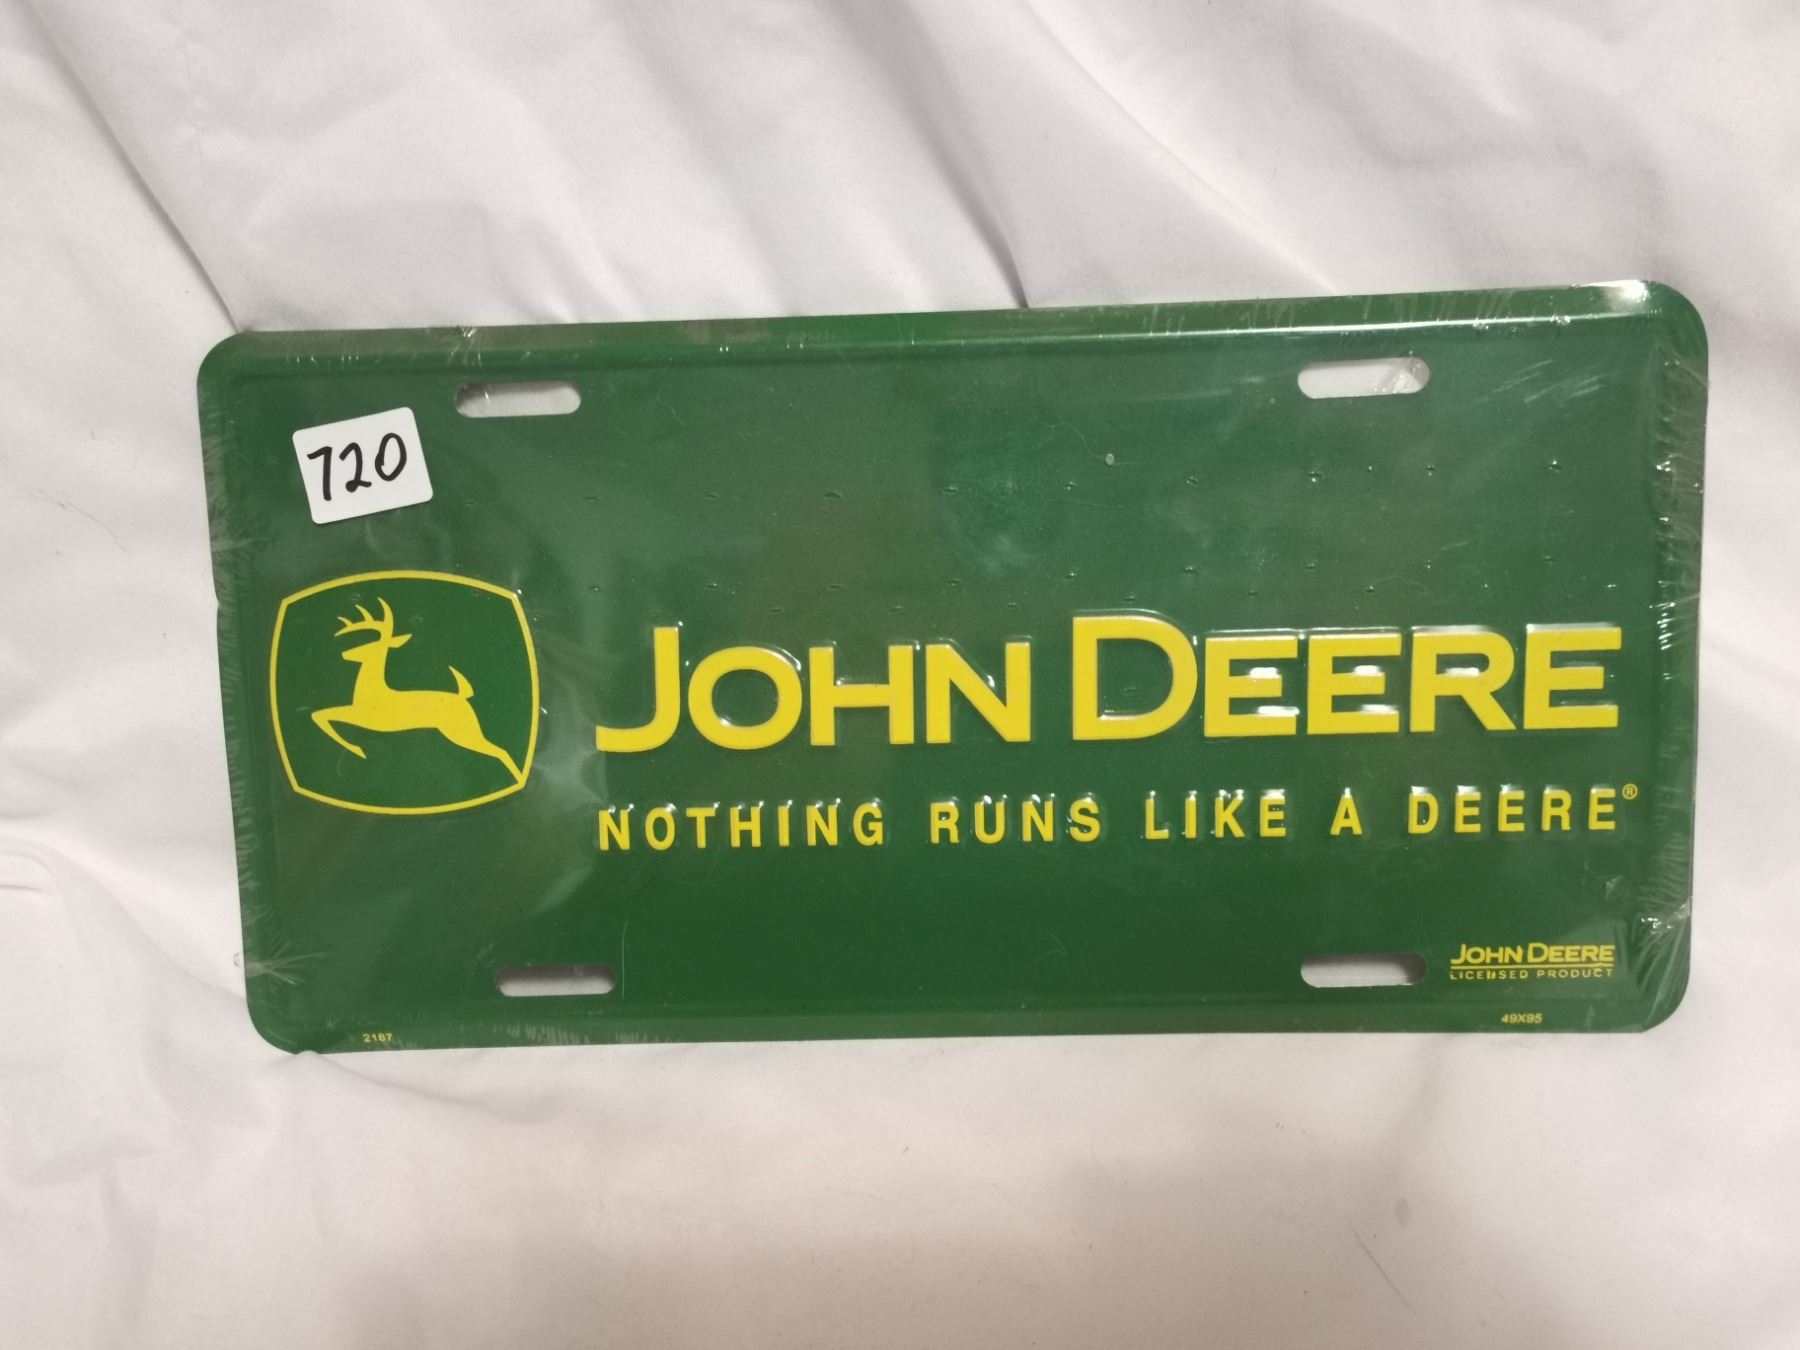 720
JOHN DEERE
NOTHING RUNS LIKE A DEERE®
JOHN DEERE
LICENSED PRODUCT
49X95
2187